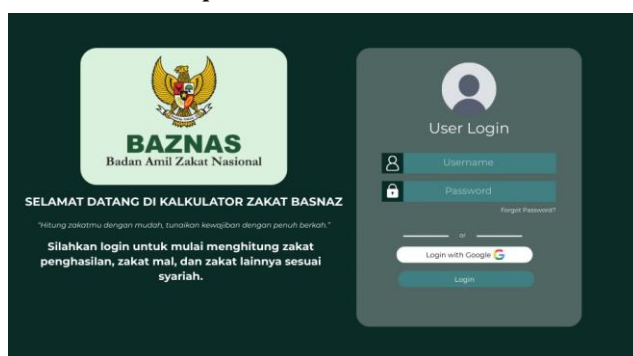 BAZNAS
Badan Amil Zakat Nasional
SELAMAT DATANG DI KALKULATOR ZAKAT BASNAZ
"Hitung zakatmu dengan mudah, tunaikan kewajiban dengan penuh berkah."
Silahkan login untuk mulai menghitung zakat
penghasilan, zakat mal, dan zakat lainnya sesuai
syariah.
User Login
Username
Password
Forgot Password?
or
Login with Google
Login